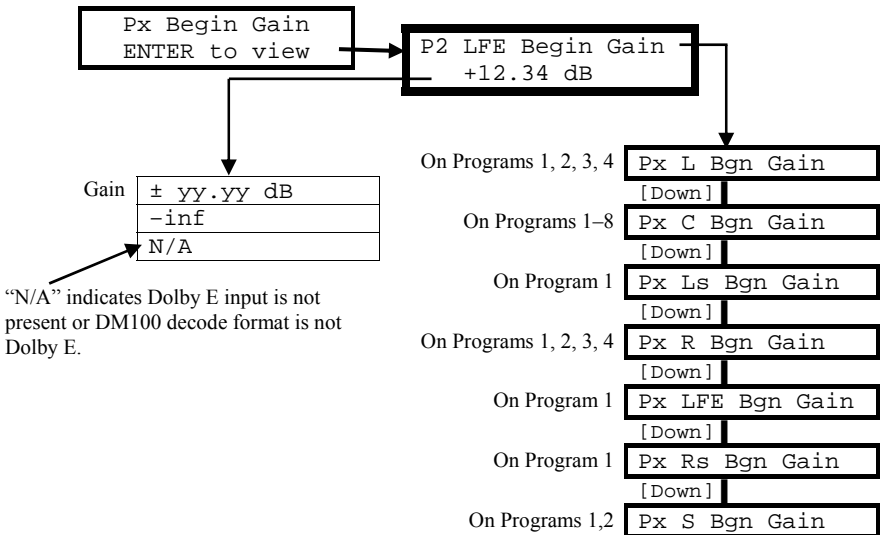 Px Begin Gain
ENTER to view
P2 LFE Begin Gain
+12.34 dB
Gain
± yy.yy dB
–inf
N/A
“N/A” indicates Dolby E input is not
present or DM100 decode format is not
Dolby E.
On Programs 1, 2, 3, 4 Px L Bgn Gain
[Down]
On Programs 1–8 Px C Bgn Gain
[Down]
On Program 1 Px Ls Bgn Gain
[Down]
On Programs 1, 2, 3, 4 Px R Bgn Gain
[Down]
On Program 1 Px LFE Bgn Gain
[Down]
On Program 1 Px Rs Bgn Gain
[Down]
On Programs 1,2 Px S Bgn Gain